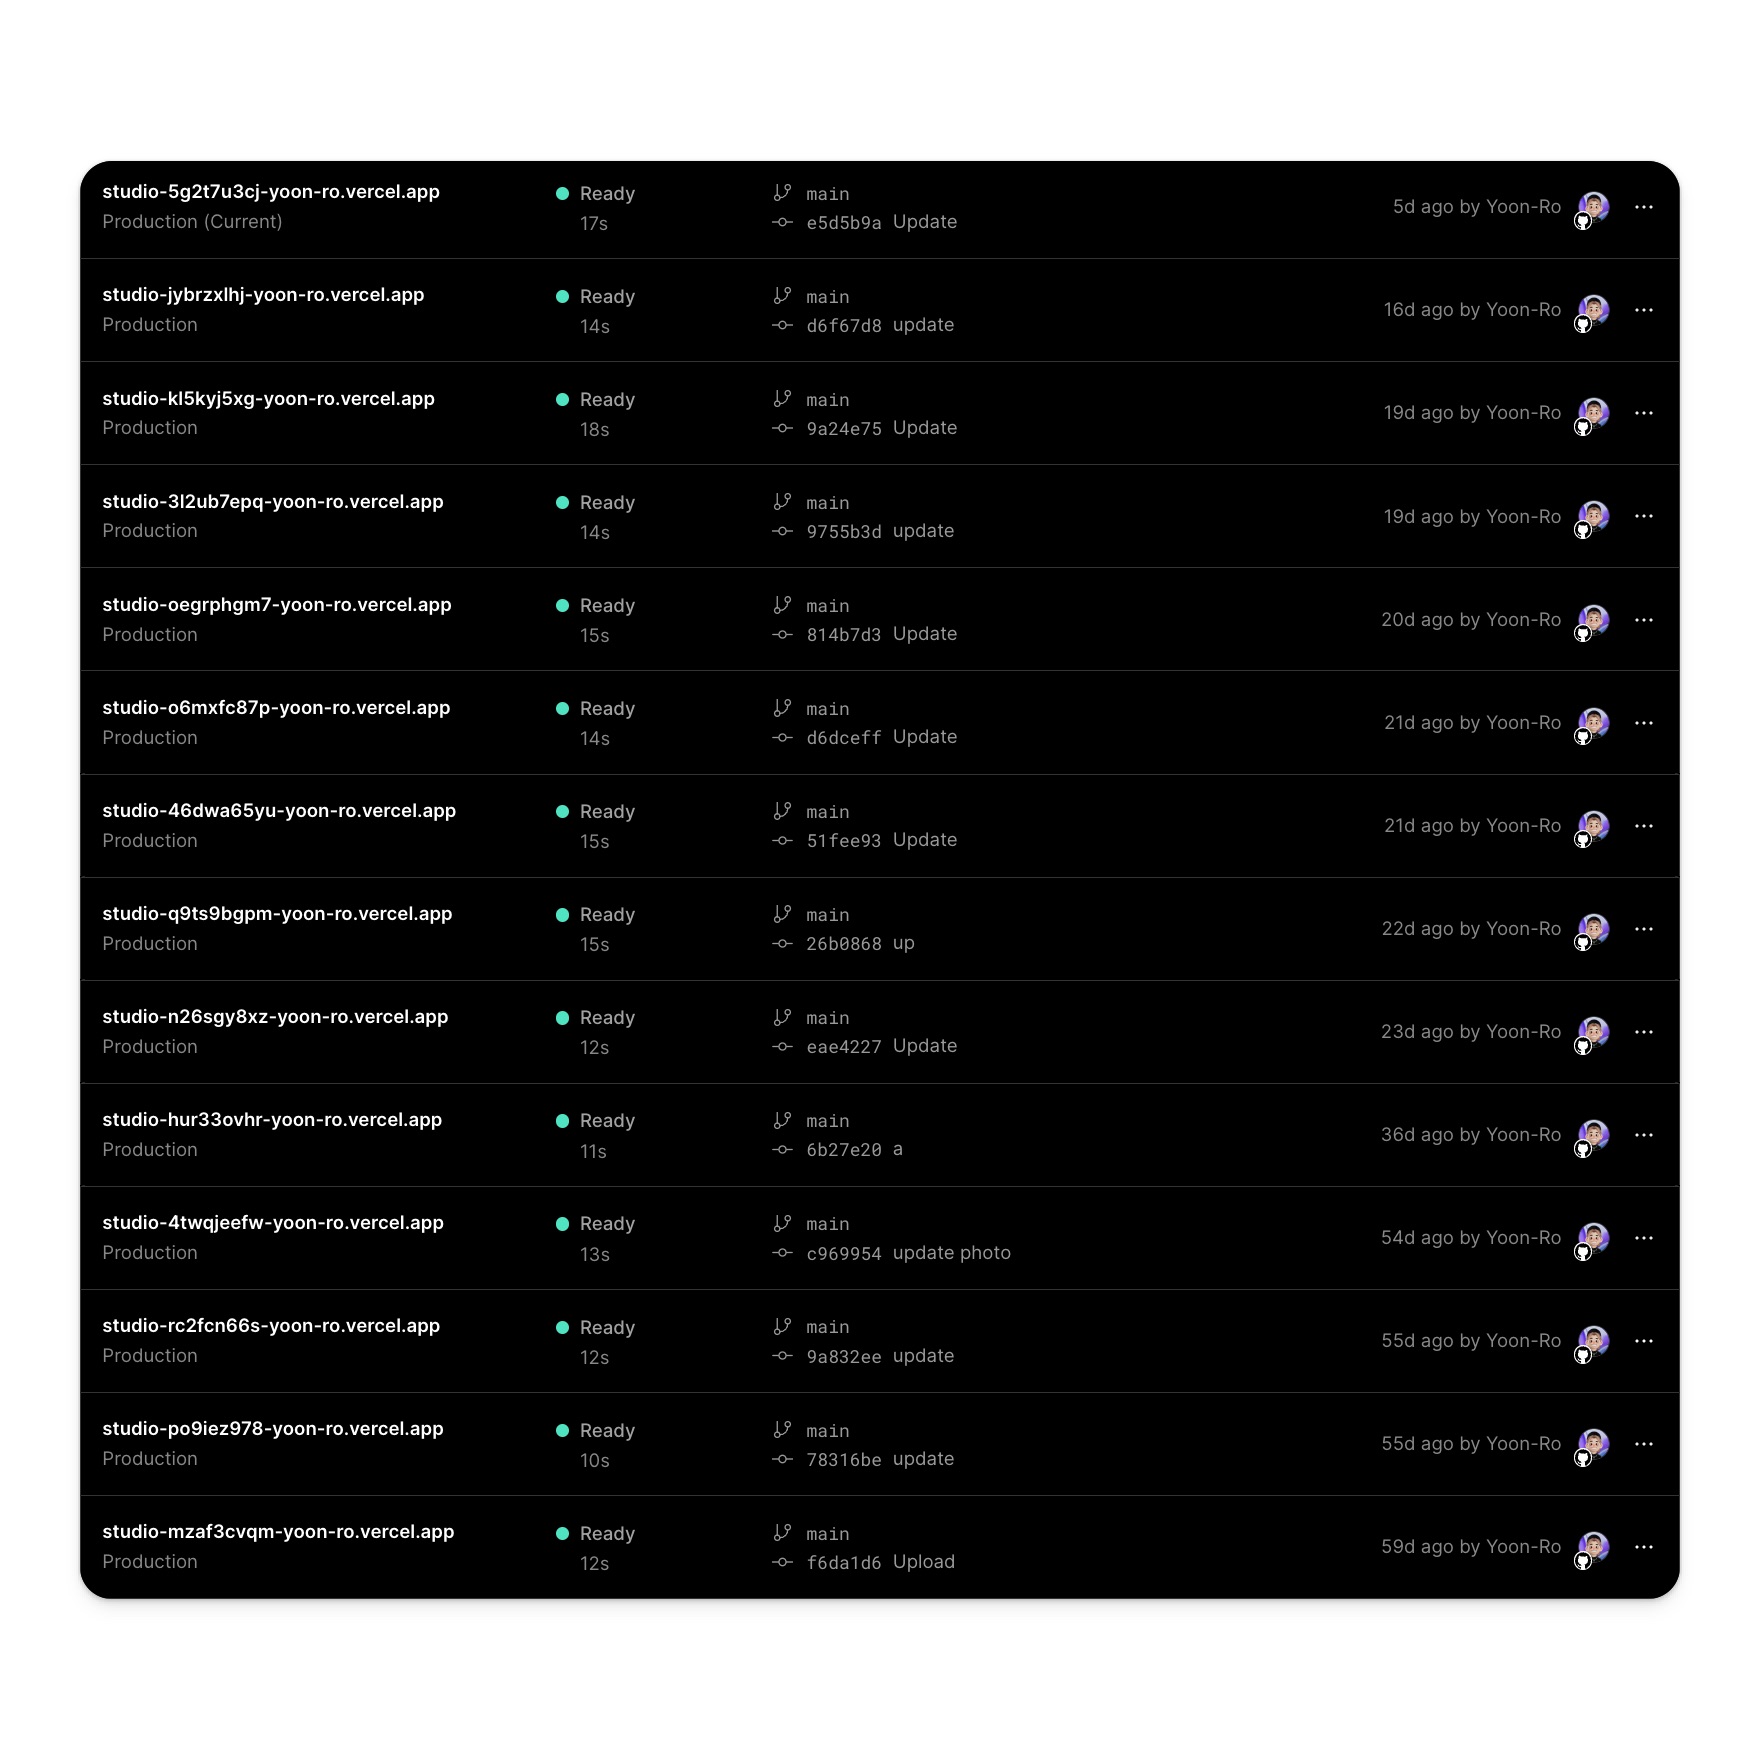 studio-5g2t7u3cj-yoon-ro.vercel.app
Production (Current)
Ready
17s
main
e5d5b9a Update
5d ago by Yoon-Ro
studio-jybrzxlhj-yoon-ro.vercel.app
Production
Ready
14s
main
d6f67d8 update
16d ago by Yoon-Ro
studio-kl5kyj5xg-yoon-ro.vercel.app
Production
Ready
18s
main
9a24e75 Update
19d ago by Yoon-Ro
studio-3l2ub7epq-yoon-ro.vercel.app
Production
Ready
14s
main
9755b3d update
19d ago by Yoon-Ro
studio-oegrphgm7-yoon-ro.vercel.app
Production
Ready
15s
main
814b7d3 Update
20d ago by Yoon-Ro
studio-o6mxfc87p-yoon-ro.vercel.app
Production
Ready
14s
main
d6dceff Update
21d ago by Yoon-Ro
studio-46dwa65yu-yoon-ro.vercel.app
Production
Ready
15s
main
51fee93 Update
21d ago by Yoon-Ro
studio-q9ts9bgpm-yoon-ro.vercel.app
Production
Ready
15s
main
26b0868 up
22d ago by Yoon-Ro
studio-n26sgy8xz-yoon-ro.vercel.app
Production
Ready
12s
main
eae4227 Update
23d ago by Yoon-Ro
studio-hur33ovhr-yoon-ro.vercel.app
Production
Ready
11s
main
6b27e20 a
36d ago by Yoon-Ro
studio-4twqjeefw-yoon-ro.vercel.app
Production
Ready
13s
main
c969954 update photo
54d ago by Yoon-Ro
studio-rc2fcn66s-yoon-ro.vercel.app
Production
Ready
12s
main
9a832ee update
55d ago by Yoon-Ro
studio-po9iez978-yoon-ro.vercel.app
Production
Ready
10s
main
78316be update
55d ago by Yoon-Ro
studio-mzaf3cvqm-yoon-ro.vercel.app
Production
Ready
12s
main
f6da1d6 Upload
59d ago by Yoon-Ro